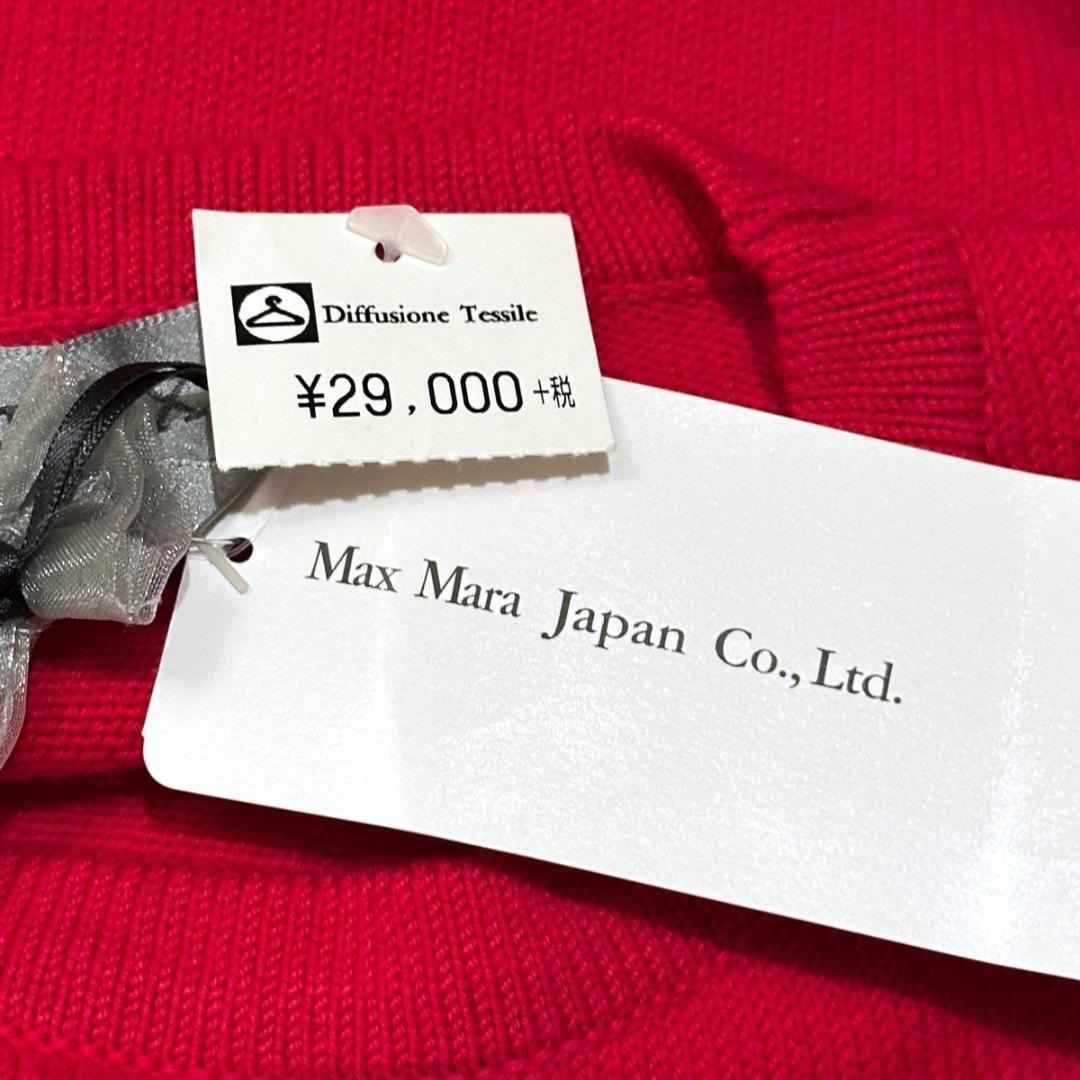 Diffusione Tessile
¥29,000+税
Max Mara Japan Co., Ltd.